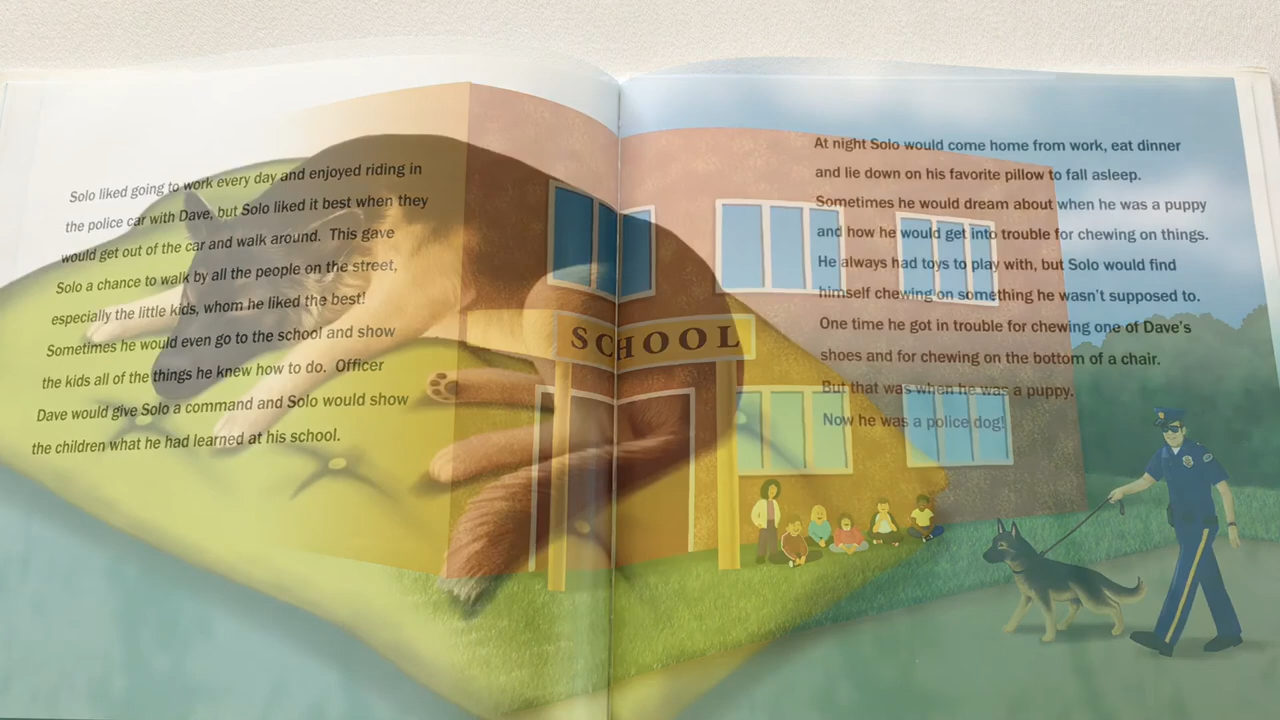 Solo liked going to work every day and enjoyed riding in
the police car with Dave, but Solo liked it best when they
would get out of the car and walk around. This gave
Solo a chance to walk by all the people on the street,
especially the little kids, whom he liked the best!
Sometimes he would even go to the school and show
the kids all of the things he knew how to do. Officer
Dave would give Solo a command and Solo would show
the children what he had learned at his school.
SCHOOL
At night Solo would come home from work, eat dinner
and lie down on his favorite pillow to fall asleep.
Sometimes he would dream about when he was a puppy
and how he would get into trouble for chewing on things.
He always had toys to play with, but Solo would find
himself chewing on something he wasn't supposed to.
One time he got in trouble for chewing one of Dave's
shoes and for chewing on the bottom of a chair.
But that was when he was a puppy.
Now he was a police dog!